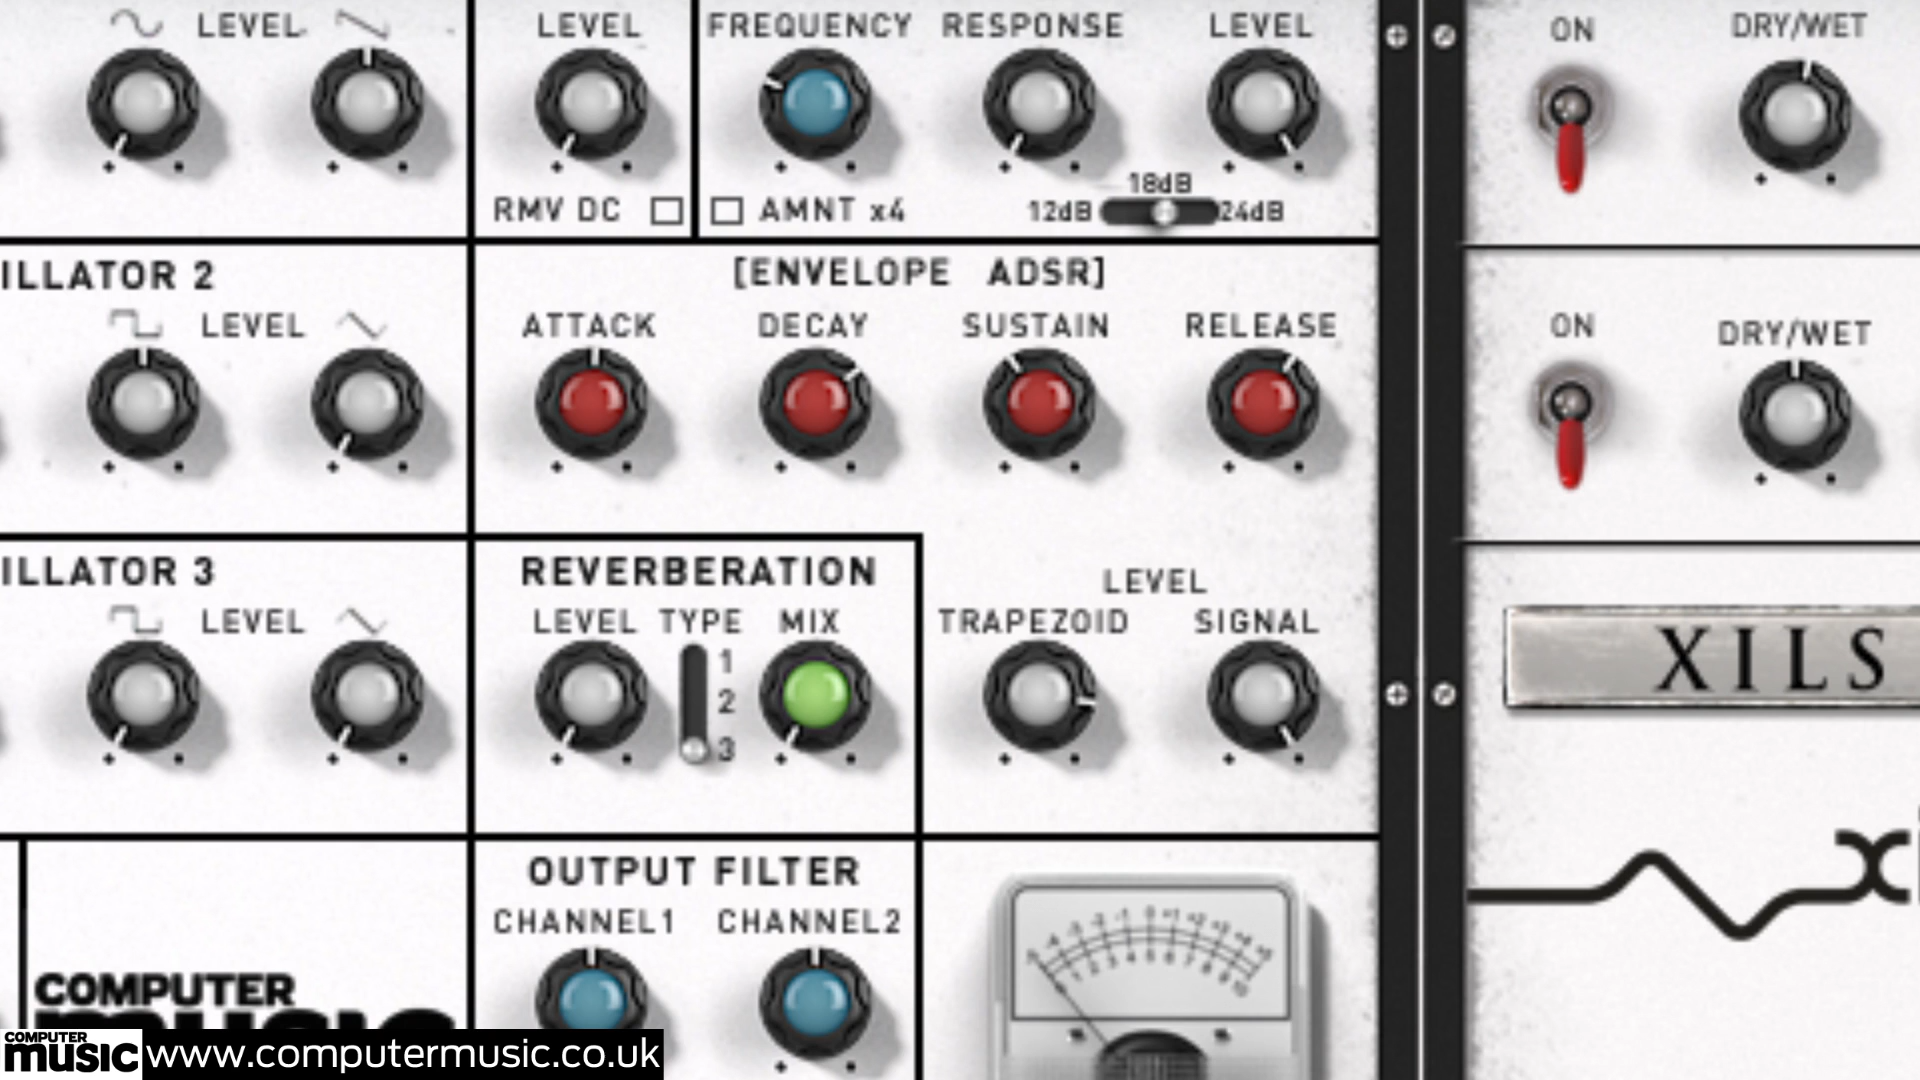 LEVEL
LEVEL
FREQUENCY
RESPONSE
LEVEL
ON
DRY/WET
RMV DC
AMNT x4
12dB
18dB
24dB
ILLATOR 2
LEVEL
[ENVELOPE ADSR]
ATTACK
DECAY
SUSTAIN
RELEASE
ON
DRY/WET
ILLATOR 3
LEVEL
REVERBERATION
LEVEL
TYPE
MIX
1
2
3
LEVEL
TRAPEZOID
SIGNAL
XILS
OUTPUT FILTER
CHANNEL1
CHANNEL2
COMPUTER
music
COMPUTER
music
www.computermusic.co.uk